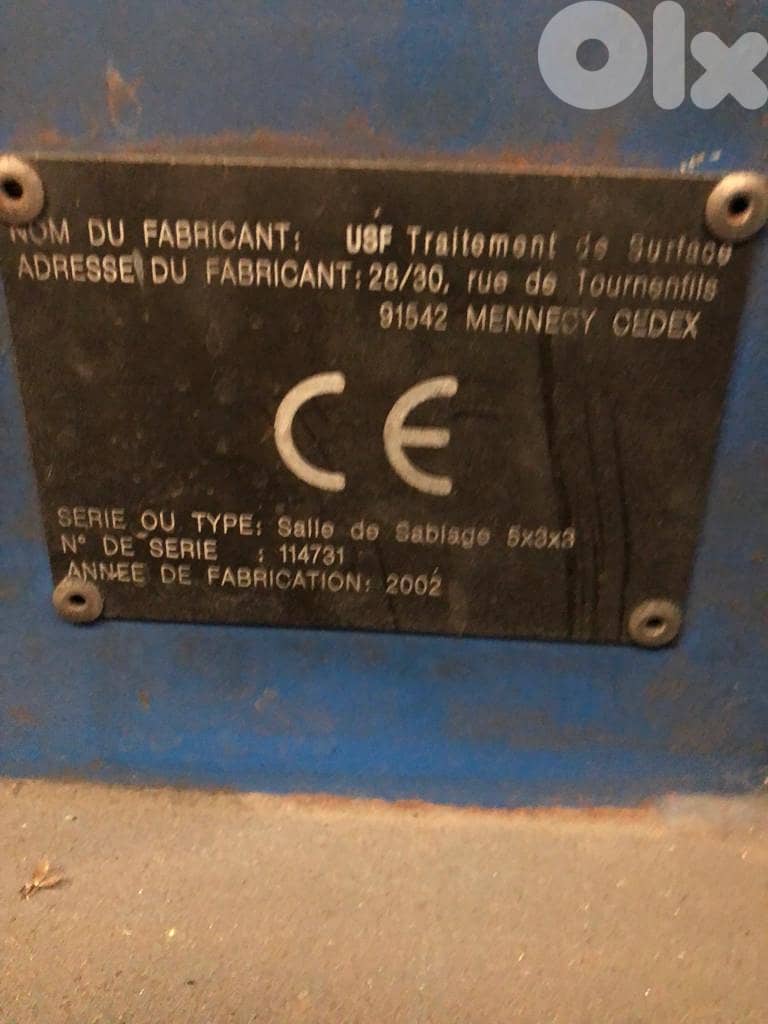 OLX
NOM DU FABRICANT: USF Traitement de Surface
ADRESSE DU FABRICANT: 28/30, rue de Tournenfils
91542 MENNECY CEDEX
CE
SERIE OU TYPE: Salle de Sablage 5x3x3
N° DE SERIE : 114731
ANNEE DE FABRICATION: 2002